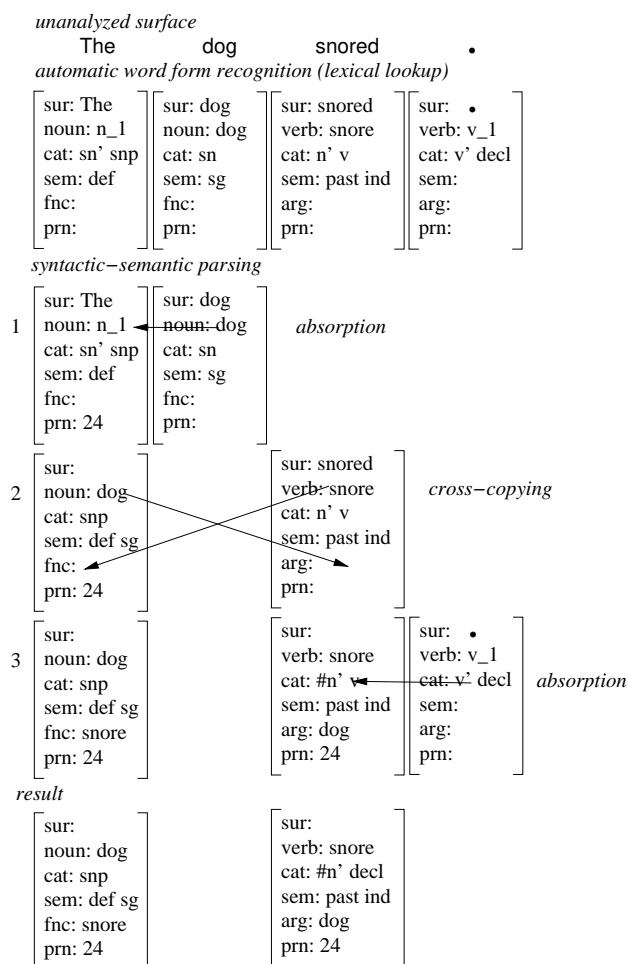 unanalyzed surface
The dog snored •
automatic word form recognition (lexical lookup)
sur: The sur: dog sur: snored sur: •
noun: n_1 noun: dog verb: snore verb: v_1
cat: sn' snp cat: sn cat: n' v cat: v' decl
sem: def sem: sg sem: past ind sem:
fnc: fnc: arg: arg:
prn: prn: prn: prn:
syntactic−semantic parsing
sur: The sur: dog
1 noun: n_1 noun: dog absorption
cat: sn' snp cat: sn
sem: def sem: sg
fnc: fnc:
prn: 24 prn:
sur: sur: snored
2 noun: dog verb: snore cross−copying
cat: snp cat: n' v
sem: def sg sem: past ind
fnc: arg:
prn: 24 prn:
sur: sur: sur: •
3 noun: dog verb: snore verb: v_1
cat: snp cat: #n' v cat: v' decl absorption
sem: def sg sem: past ind sem:
fnc: snore arg: dog arg:
prn: 24 prn: 24 prn:
result
sur: sur:
noun: dog verb: snore
cat: snp cat: #n' decl
sem: def sg sem: past ind
fnc: snore arg: dog
prn: 24 prn: 24